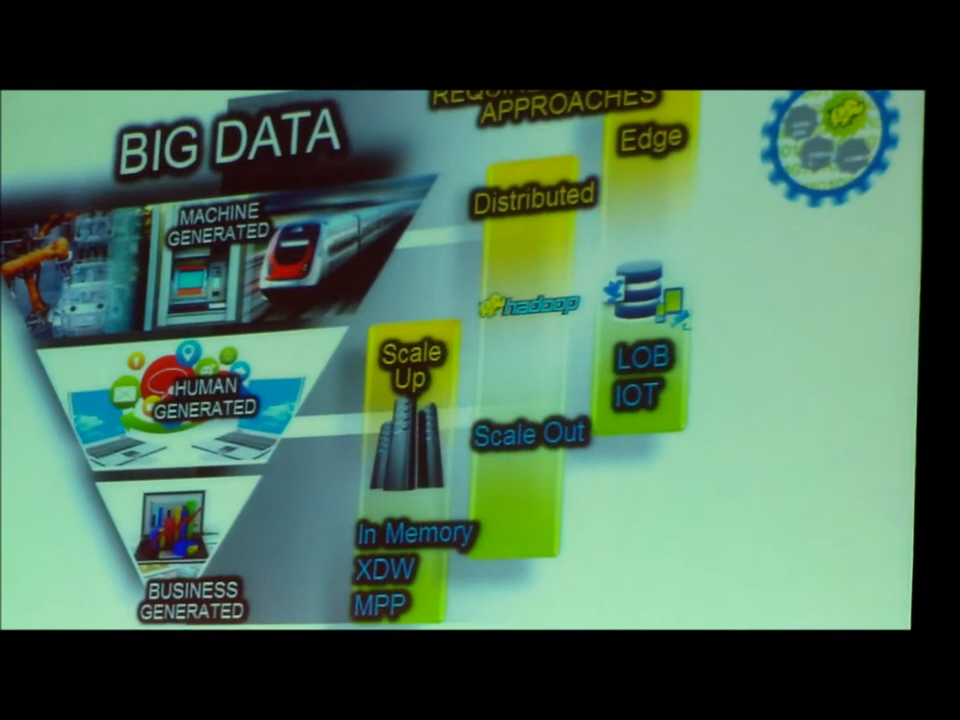 BIG DATA
APPROACHES
Edge
Distributed
MACHINE
GENERATED
hadoop
Scale
Up
LOB
IOT
HUMAN
GENERATED
Scale Out
In Memory
XDW
MPP
BUSINESS
GENERATED